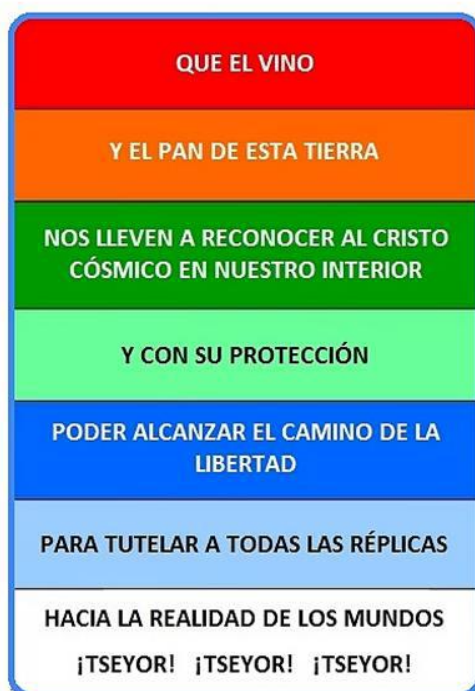 QUE EL VINO
Y EL PAN DE ESTA TIERRA
NOS LLEVEN A RECONOCER AL CRISTO
CÓSMICO EN NUESTRO INTERIOR
Y CON SU PROTECCIÓN
PODER ALCANZAR EL CAMINO DE LA
LIBERTAD
PARA TUTELAR A TODAS LAS RÉPLICAS
HACIA LA REALIDAD DE LOS MUNDOS
¡TSEYOR! ¡TSEYOR! ¡TSEYOR!